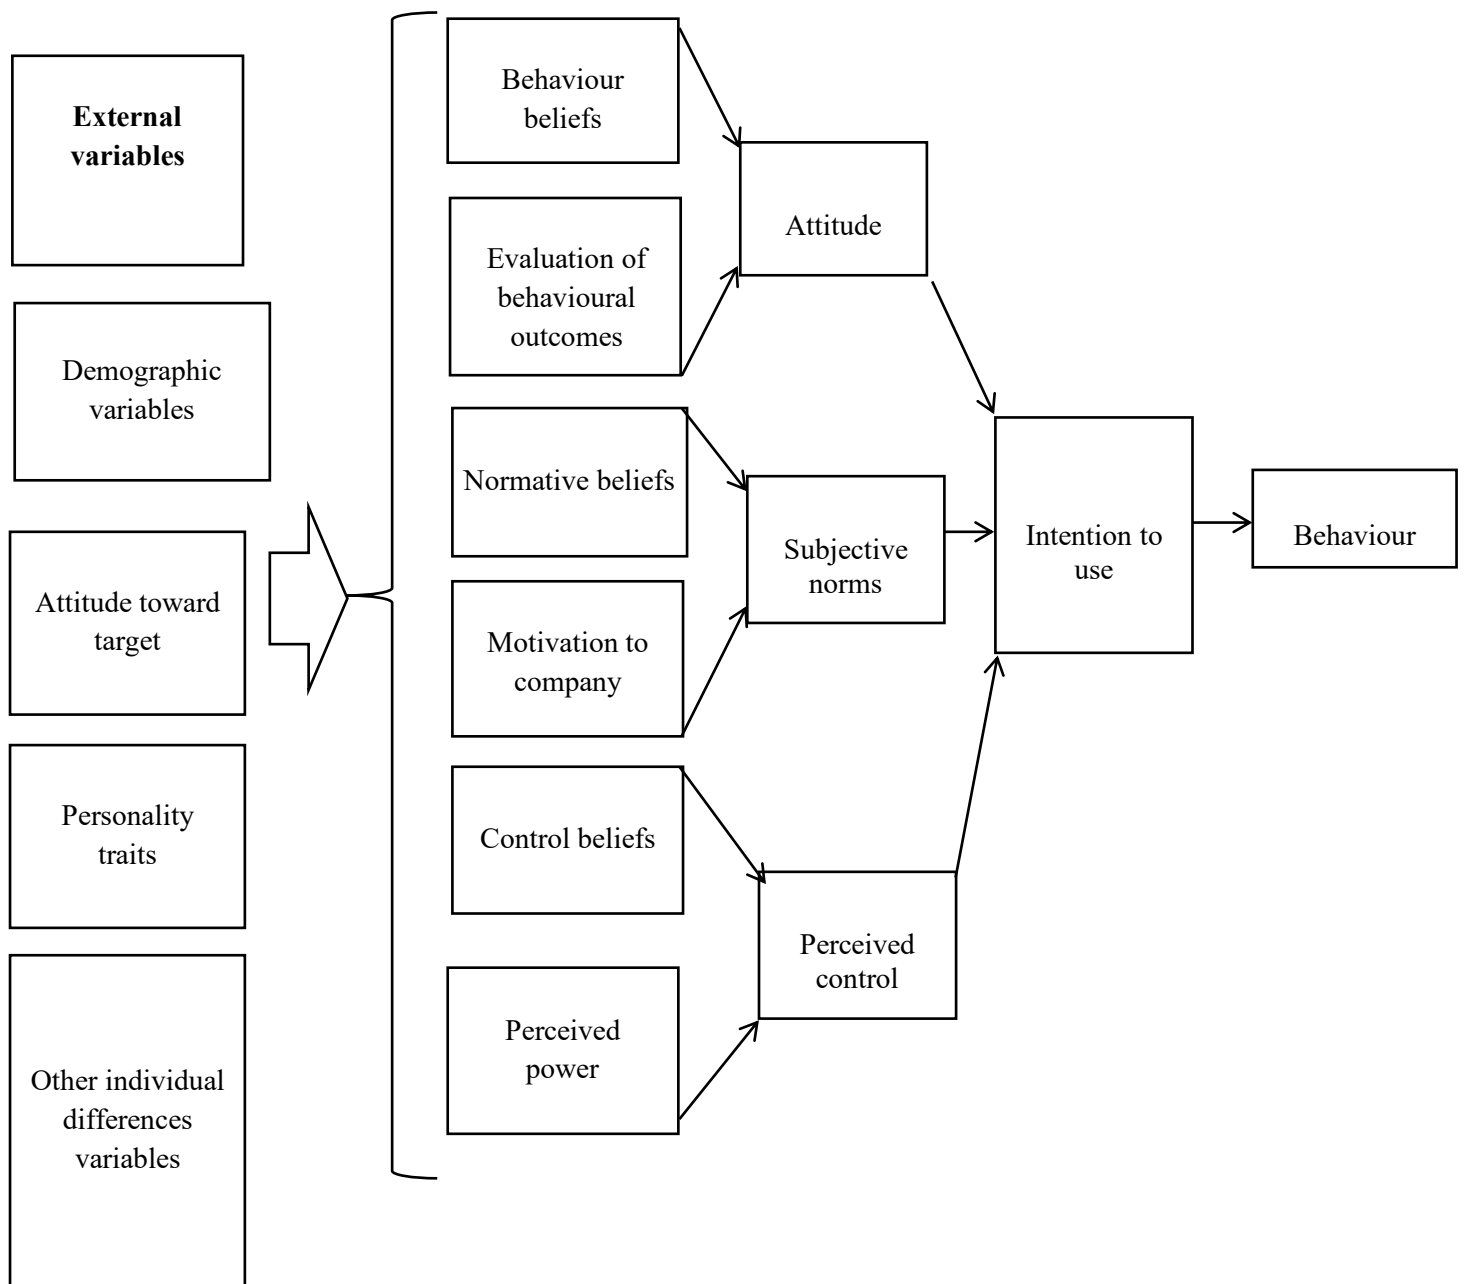 External
variables
Demographic
variables
Attitude toward
target
Personality
traits
Other individual
differences
variables
Behaviour
beliefs
Evaluation of
behavioural
outcomes
Normative beliefs
Motivation to
company
Control beliefs
Perceived
power
Attitude
Subjective
norms
Perceived
control
Intention to
use
Behaviour